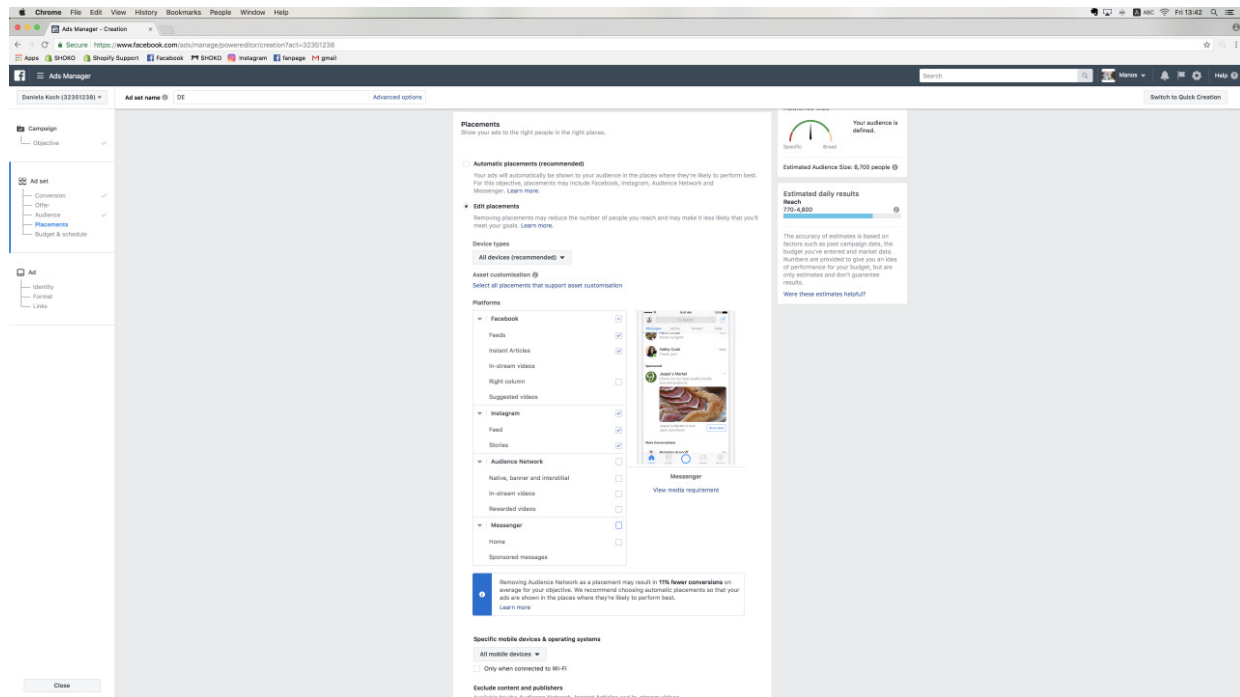 Chrome File Edit View History Bookmarks People Window Help
ABC Fri 13:42
Ads Manager - Creation
Secure https://www.facebook.com/ads/manage/powereditor/creation?act=32351238
Apps SHOKO Shopify Support Facebook SHOKO Instagram fanpage gmail
Ads Manager
Search
Manos
Help
Daniela Koch (32351238)
Ad set name DE
Advanced options
Switch to Quick Creation
Campaign
Objective
Ad set
Conversion
Offer
Audience
Placements
Budget & schedule
Ad
Identity
Format
Links
Close
Placements
Show your ads to the right people in the right places.
Automatic placements (recommended)
Your ads will automatically be shown to your audience in the places where they're likely to perform best.
For this objective, placements may include Facebook, Instagram, Audience Network and
Messenger. Learn more.
Edit placements
Removing placements may reduce the number of people you reach and may make it less likely that you'll
meet your goals. Learn more.
Device types
All devices (recommended)
Asset customisation
Select all placements that support asset customisation
Platforms
Facebook
Feeds
Instant Articles
In-stream videos
Right column
Suggested videos
Instagram
Feed
Stories
Audience Network
Native, banner and interstitial
In-stream videos
Rewarded videos
Messenger
Home
Sponsored messages
Hailey Cook
Jasper's Market
Messenger
View media requirement
Removing Audience Network as a placement may result in 11% fewer conversions on
average for your objective. We recommend choosing automatic placements so that your
ads are shown in the places where they're likely to perform best.
Learn more
Specific mobile devices & operating systems
All mobile devices
Only when connected to Wi-Fi
Exclude content and publishers
Audience size
Your audience is
defined.
Specific Broad
Estimated Audience Size: 8,700 people
Estimated daily results
Reach
770-4,600
The accuracy of estimates is based on
factors such as past campaign data, the
budget you've entered and market data.
Numbers are provided to give you an idea
of performance for your budget, but are
only estimates and don't guarantee
results.
Were these estimates helpful?